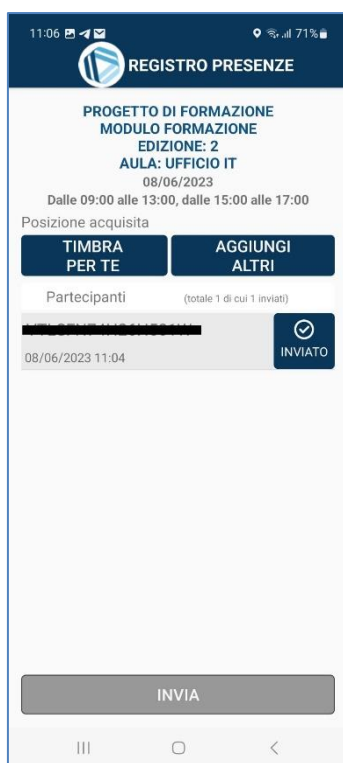 11:06 71%
REGISTRO PRESENZE
PROGETTO DI FORMAZIONE
MODULO FORMAZIONE
EDIZIONE: 2
AULA: UFFICIO IT
08/06/2023
Dalle 09:00 alle 13:00, dalle 15:00 alle 17:00
Posizione acquisita
TIMBRA
PER TE
AGGIUNGI
ALTRI
Partecipanti (totale 1 di cui 1 inviati)
08/06/2023 11:04
INVIATO
INVIA